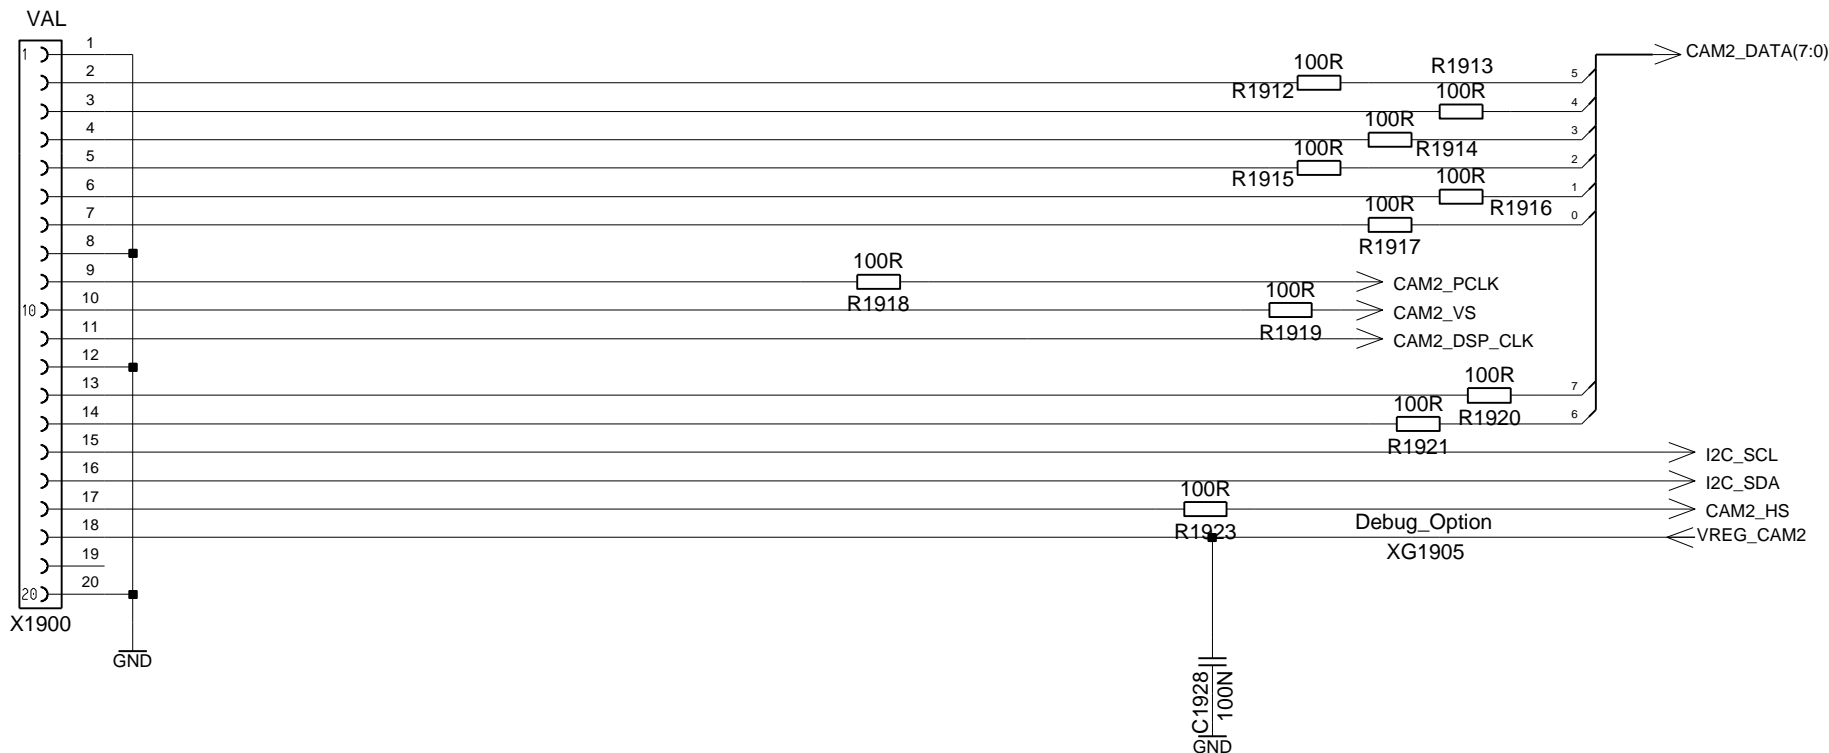 VAL
1
1
2
3
4
5
6
7
8
9
10
10
11
12
13
14
15
16
17
18
19
20
20
X1900
GND
100R
R1912
R1913
100R
100R
R1914
100R
R1915
100R
R1916
100R
R1917
100R
R1918
100R
R1919
100R
R1920
100R
R1921
100R
R1923
5
4
3
2
1
0
7
6
CAM2_DATA(7:0)
CAM2_PCLK
CAM2_VS
CAM2_DSP_CLK
I2C_SCL
I2C_SDA
CAM2_HS
VREG_CAM2
Debug_Option
XG1905
C1928
100N
GND